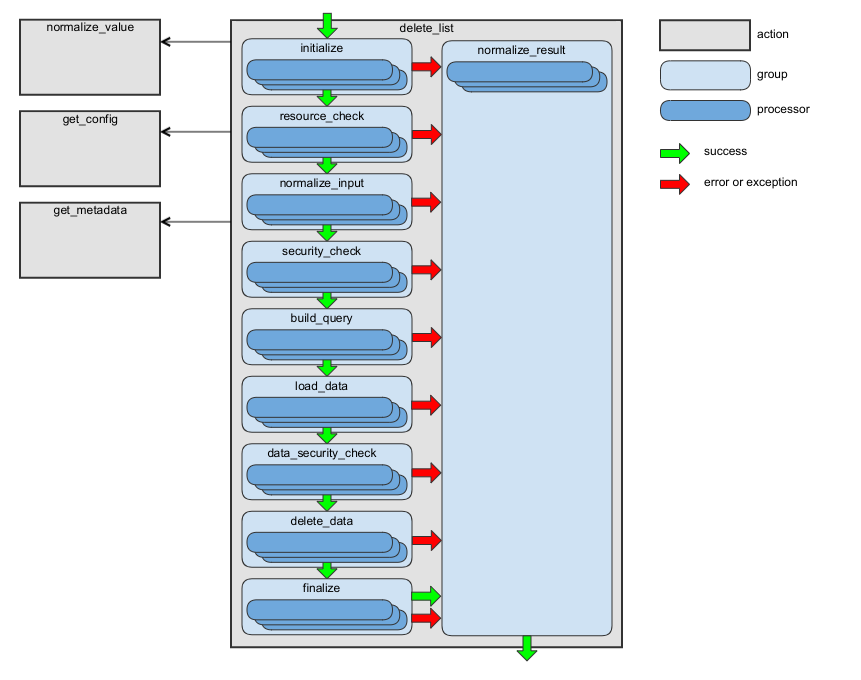 normalize_value
get_config
get_metadata
delete_list
initialize
resource_check
normalize_input
security_check
build_query
load_data
data_security_check
delete_data
finalize
normalize_result
action
group
processor
success
error or exception